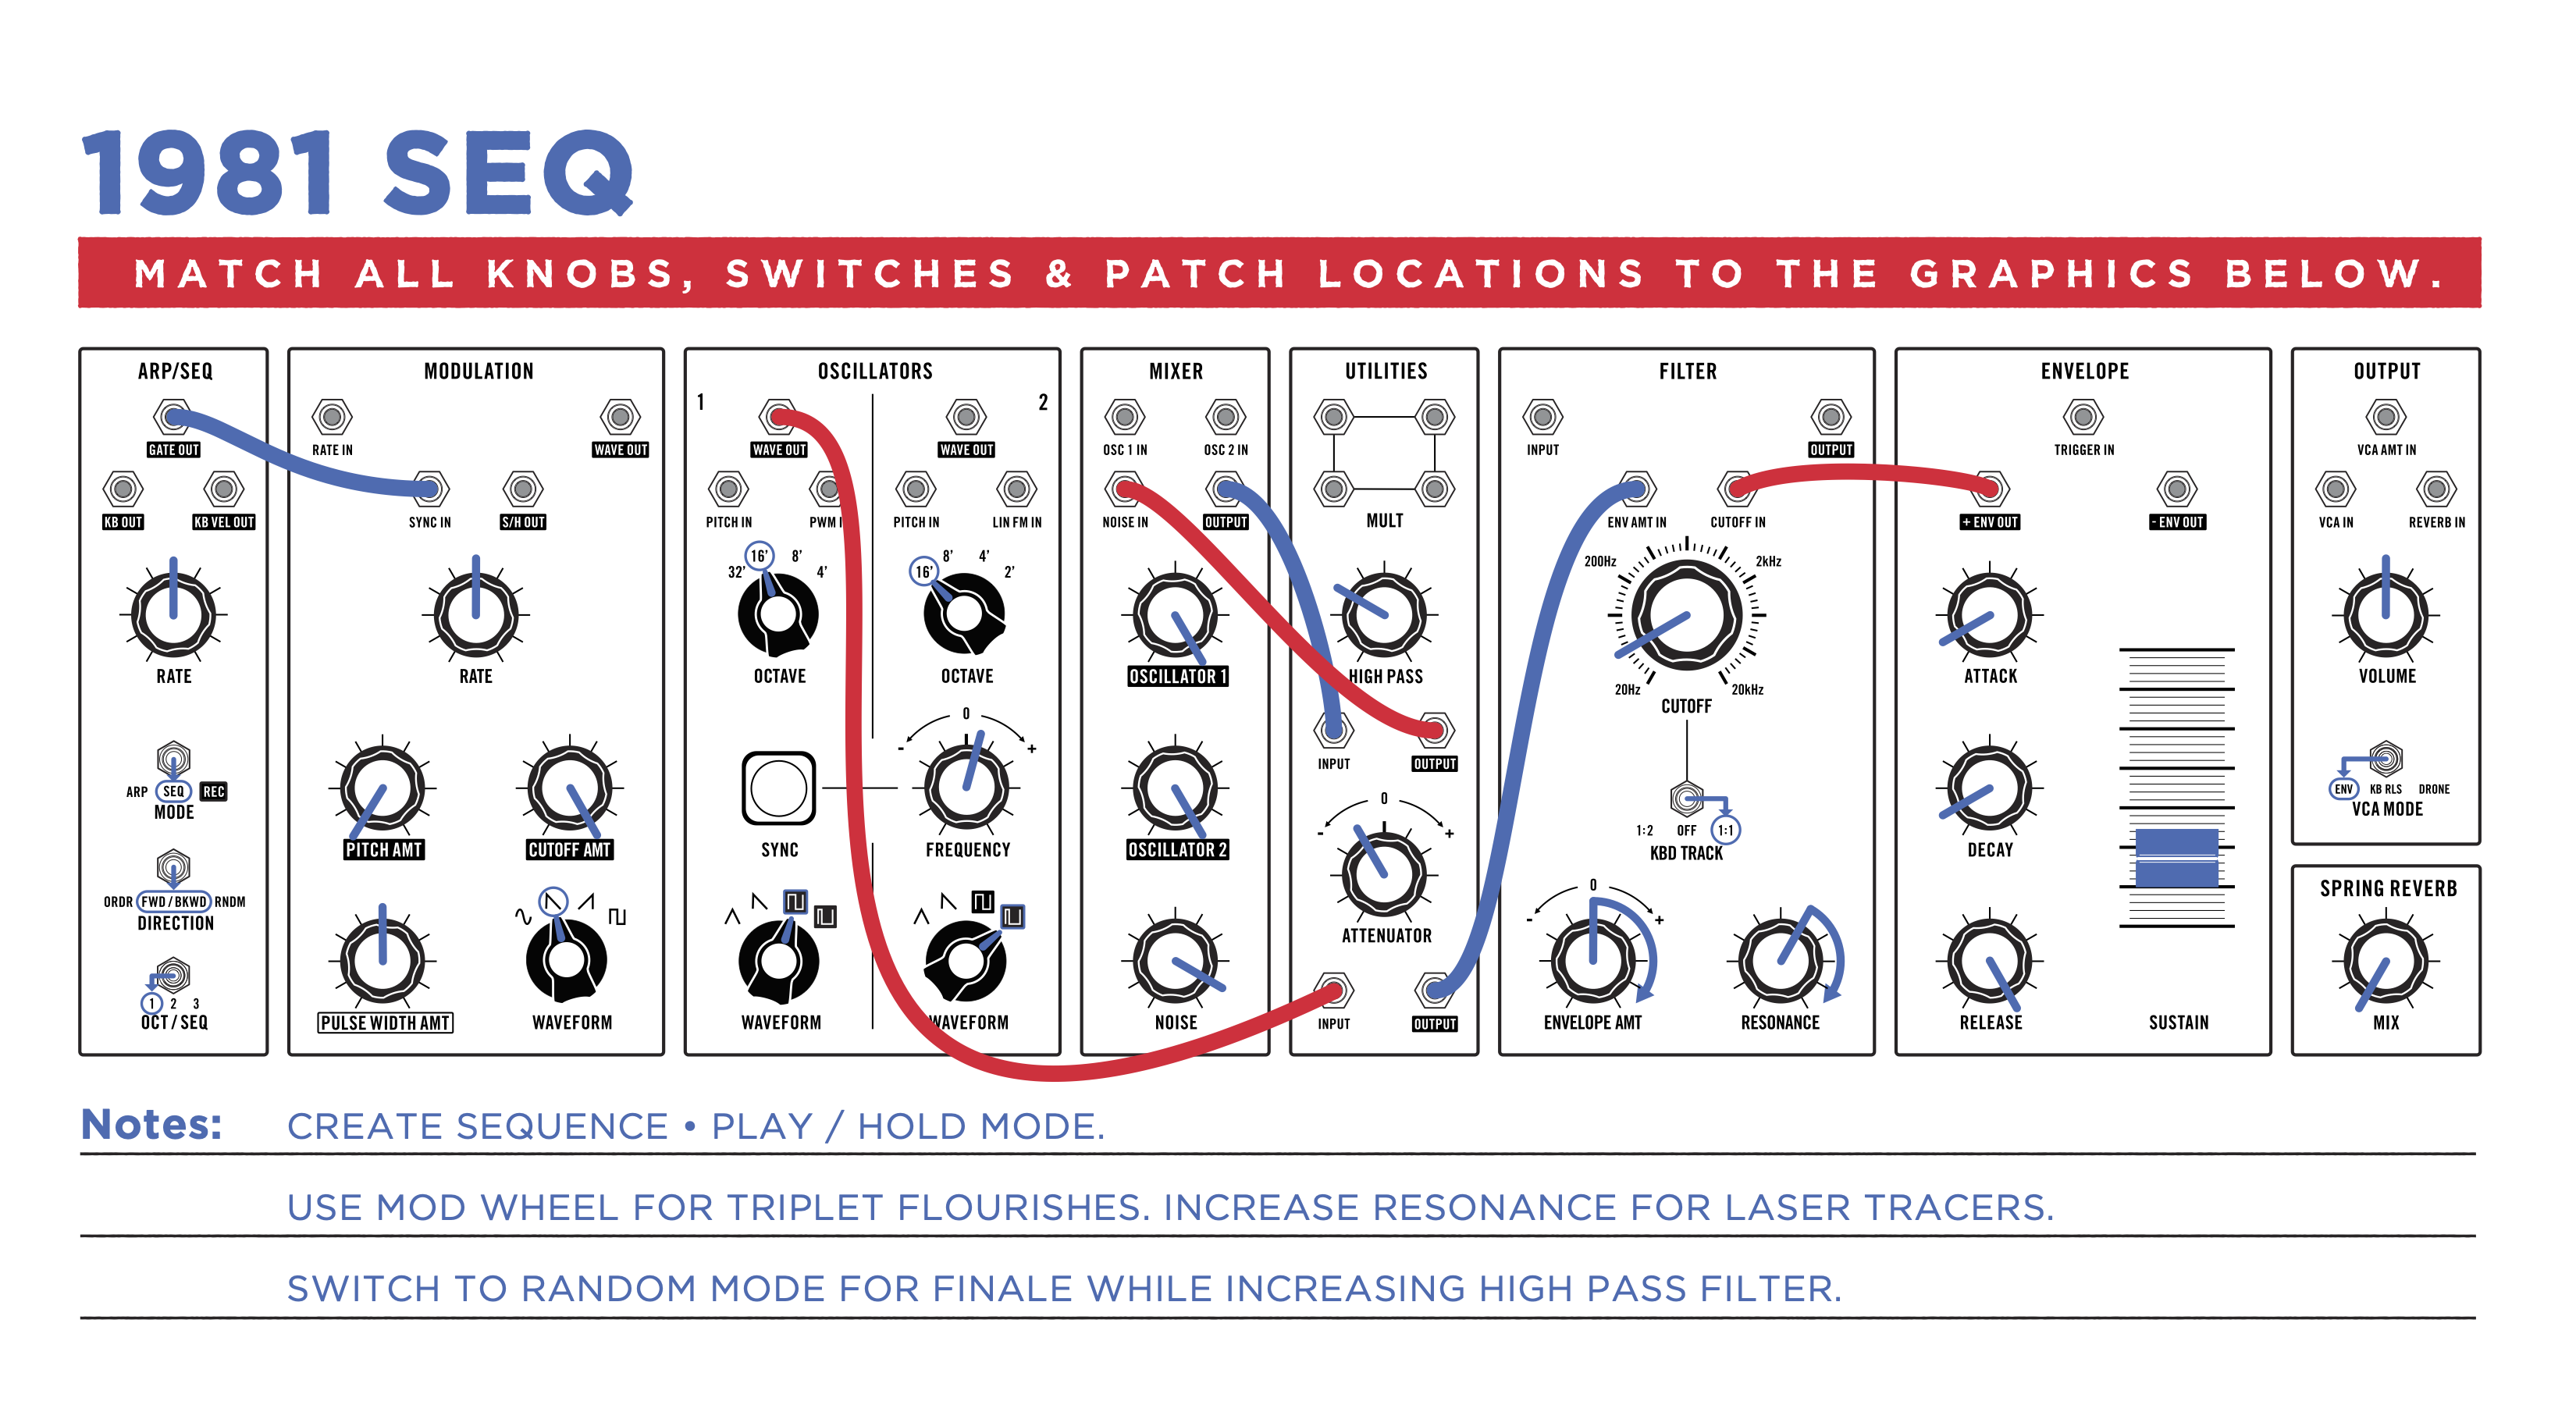 1981 SEQ
MATCH ALL KNOBS, SWITCHES & PATCH LOCATIONS TO THE GRAPHICS BELOW.
ARP/SEQ
GATE OUT
KB OUT KB VEL OUT
RATE
ARP SEQ REC
MODE
ORDR FWD / BKWD RNDM
DIRECTION
1 2 3
OCT / SEQ
MODULATION
RATE IN WAVE OUT
SYNC IN S/H OUT
RATE
PITCH AMT CUTOFF AMT
PULSE WIDTH AMT WAVEFORM
OSCILLATORS
1 2
WAVE OUT WAVE OUT
PITCH IN PWM PITCH IN LIN FM IN
32' 16' 8' 4' 16' 8' 4' 2'
OCTAVE OCTAVE
- 0 +
SYNC FREQUENCY
WAVEFORM WAVEFORM
MIXER
OSC 1 IN OSC 2 IN
NOISE IN OUTPUT
OSCILLATOR 1
OSCILLATOR 2
NOISE
UTILITIES
MULT
HIGH PASS
INPUT OUTPUT
- 0 +
ATTENUATOR
INPUT OUTPUT
FILTER
INPUT OUTPUT
ENV AMT IN CUTOFF IN
200Hz 2kHz
20Hz 20kHz
CUTOFF
1:2 OFF 1:1
KBD TRACK
- 0 +
ENVELOPE AMT RESONANCE
ENVELOPE
TRIGGER IN
+ ENV OUT - ENV OUT
ATTACK
DECAY
RELEASE SUSTAIN
OUTPUT
VCA AMT IN
VCA IN REVERB IN
VOLUME
ENV KB RLS DRONE
VCA MODE
SPRING REVERB
MIX
Notes: CREATE SEQUENCE • PLAY / HOLD MODE.
USE MOD WHEEL FOR TRIPLET FLOURISHES. INCREASE RESONANCE FOR LASER TRACERS.
SWITCH TO RANDOM MODE FOR FINALE WHILE INCREASING HIGH PASS FILTER.